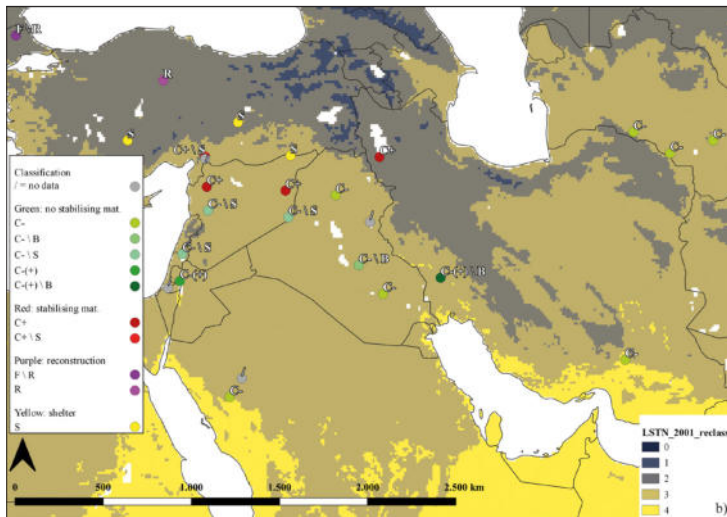 F \ R
R
S
S
C-
C-
C-
C+ \ S
S
C+
C+
C+
C-
C- \ S
C- \ S
/
C- \ S
C- \ B
C-(+) \ B
C-(+)
/
C-
/
C-
C-
Classification
/ = no data
Green: no stabilising mat.
C-
C- \ B
C- \ S
C-(+)
C-(+) \ B
Red: stabilising mat.
C+
C+ \ S
Purple: reconstruction
F \ R
R
Yellow: shelter
S
0 500 1.000 1.500 2.000 2.500 km
LSTN_2001_reclass
0
1
2
3
4
b)